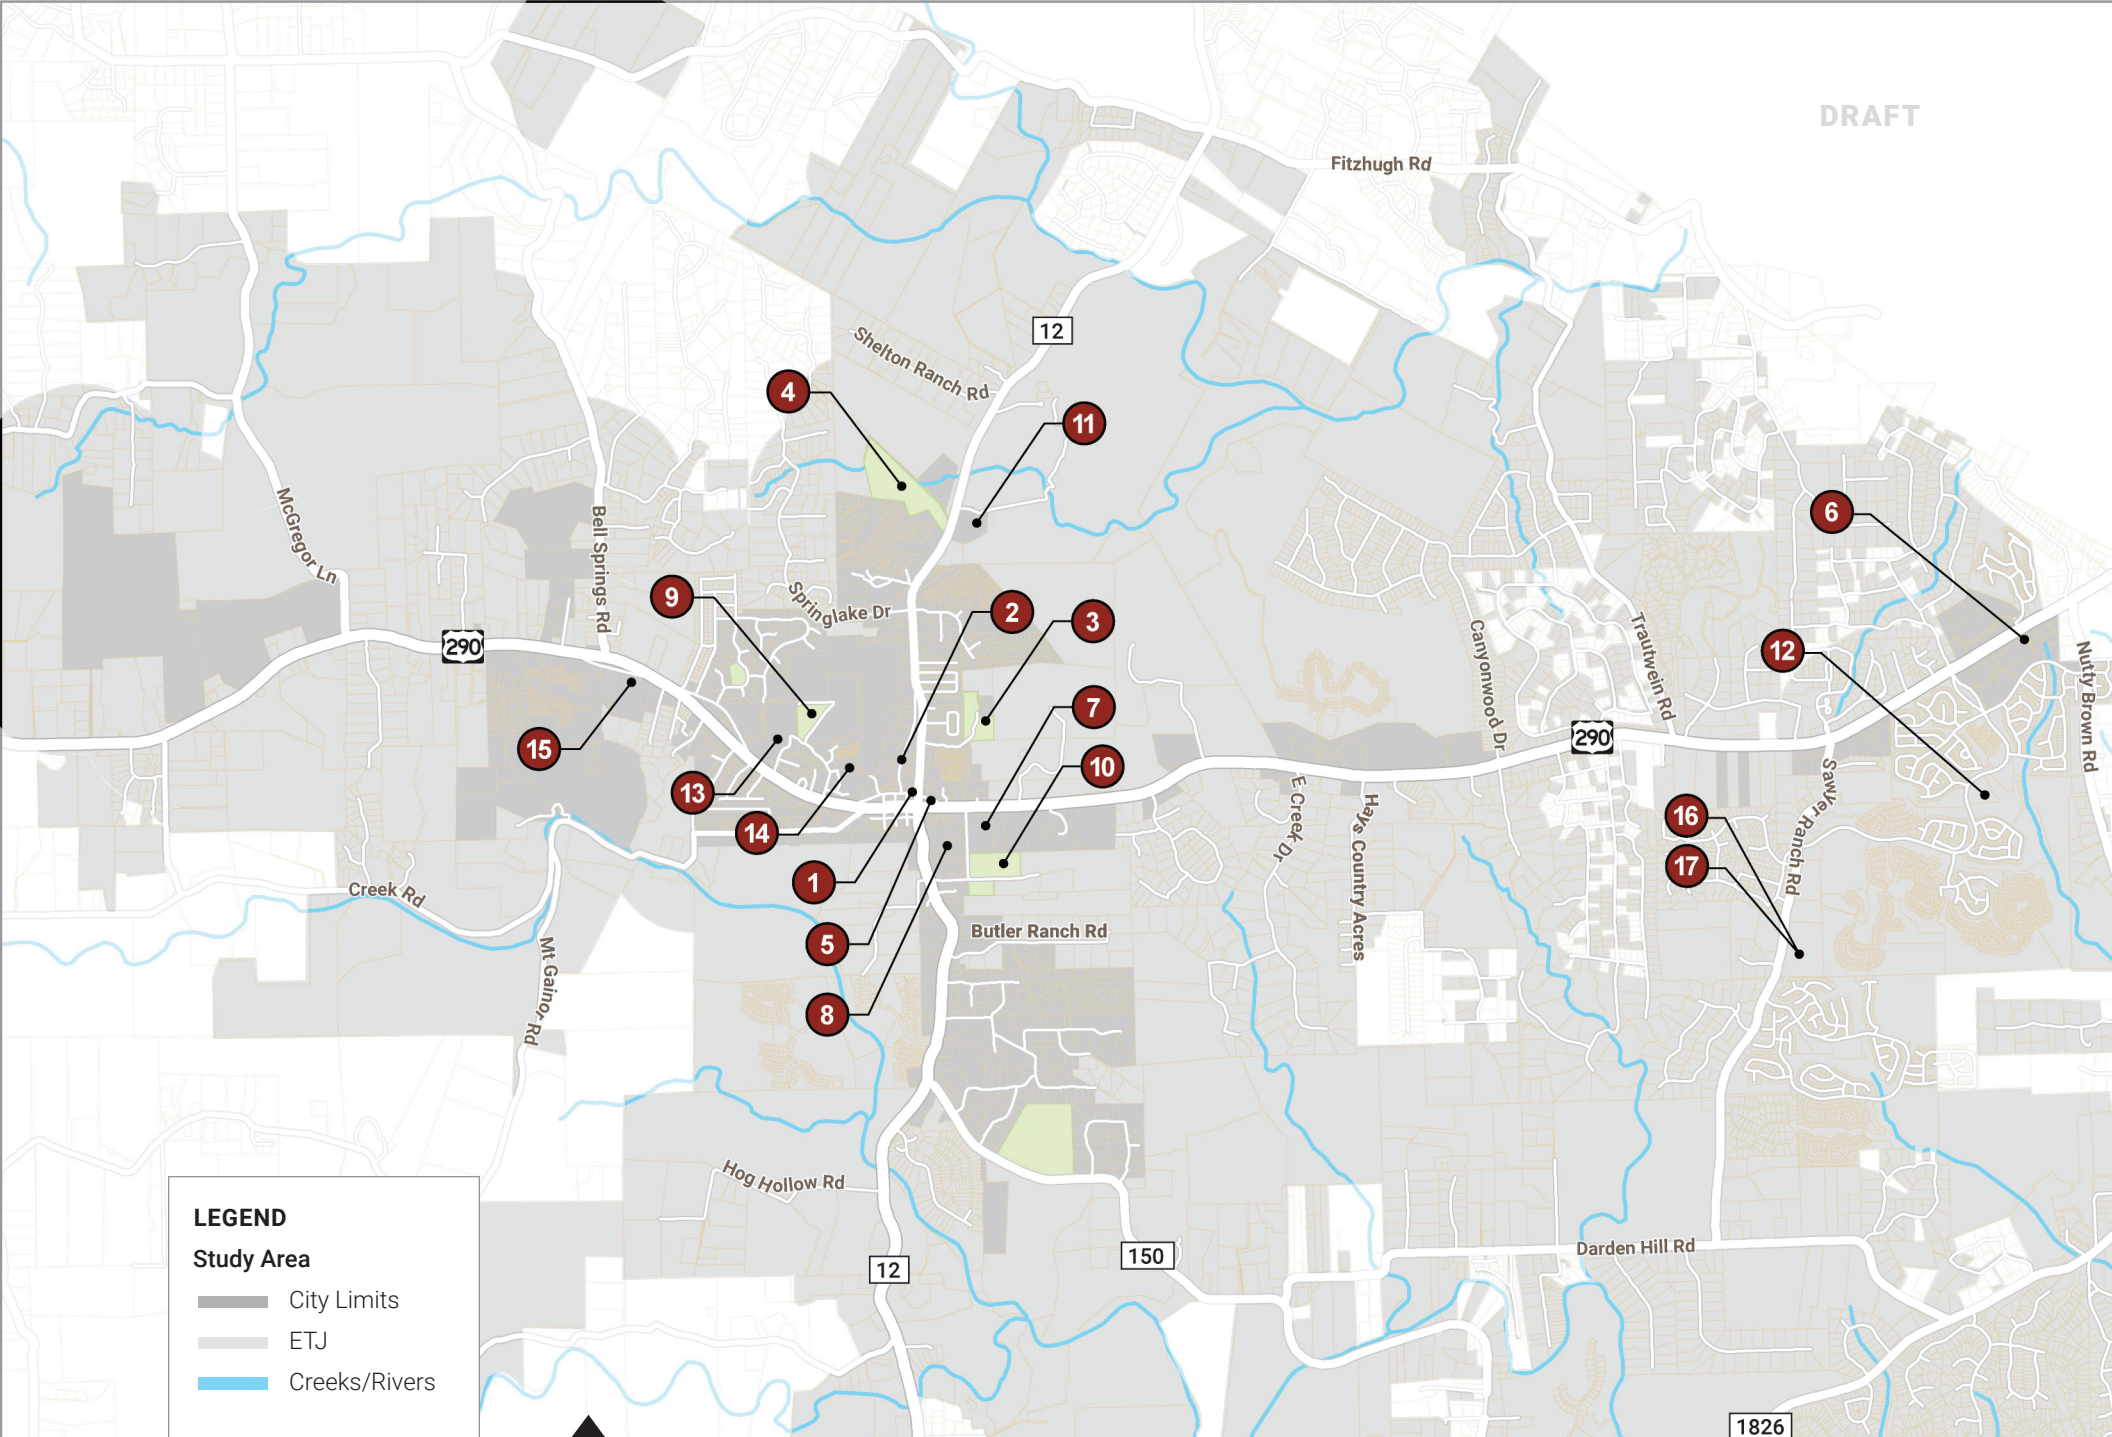 DRAFT
Fitzhugh Rd
12
Shelton Ranch Rd
4
11
McGregor Ln
Bell Springs Rd
6
9
Springlake Dr
2
3
290
Canyonwood Dr
Trautwein Rd
12
Nutty Brown Rd
7
15
290
10
13
14
E Creek Dr
Hays Country Acres
Sawyer Ranch Rd
16
17
1
Creek Rd
5
Butler Ranch Rd
Mt Gainor Rd
8
Hog Hollow Rd
12
150
Darden Hill Rd
1826
LEGEND
Study Area
City Limits
ETJ
Creeks/Rivers